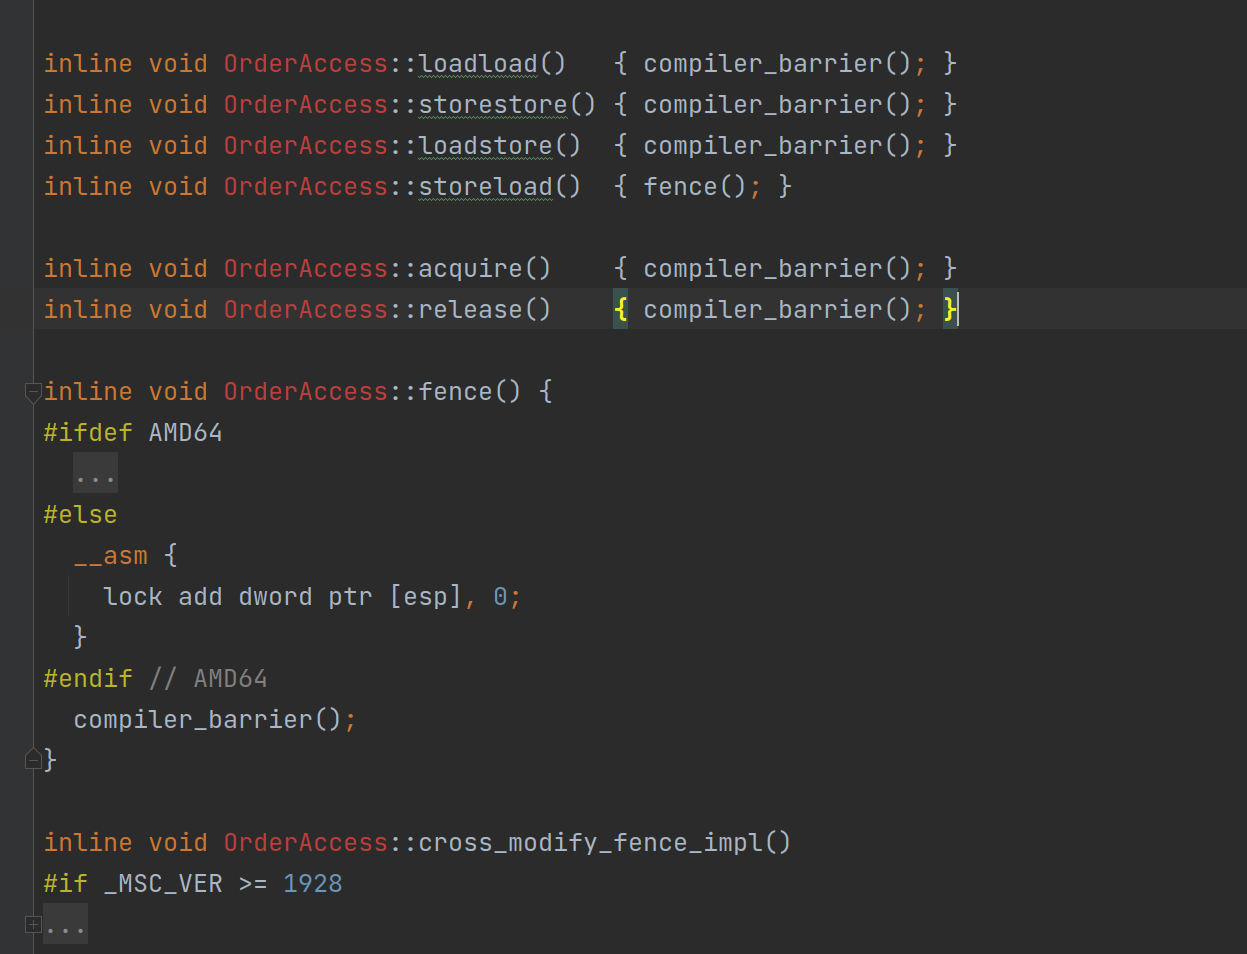 inline void OrderAccess::loadload()   { compiler_barrier(); }
inline void OrderAccess::storestore() { compiler_barrier(); }
inline void OrderAccess::loadstore()  { compiler_barrier(); }
inline void OrderAccess::storeload()  { fence(); }
inline void OrderAccess::acquire()    { compiler_barrier(); }
inline void OrderAccess::release()    { compiler_barrier(); }
inline void OrderAccess::fence() {
#ifdef AMD64
  ...
#else
  __asm {
    lock add dword ptr [esp], 0;
  }
#endif // AMD64
  compiler_barrier();
}
inline void OrderAccess::cross_modify_fence_impl()
#if _MSC_VER >= 1928
...